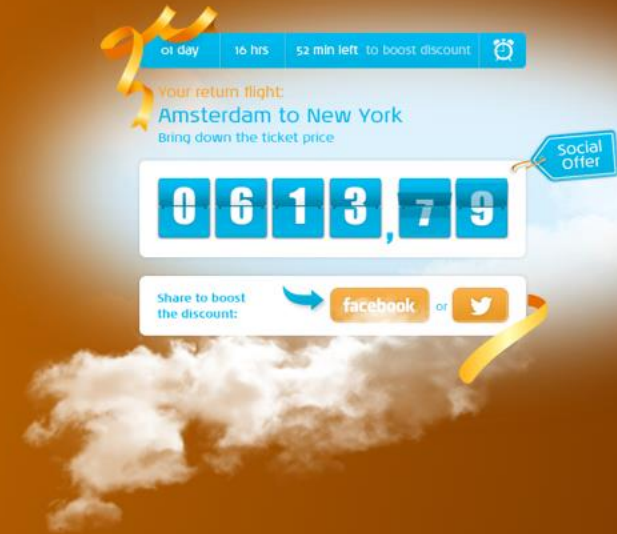 01 day 16 hrs 52 min left to boost discount
Your return flight:
Amsterdam to New York
Bring down the ticket price
Social
Offer
0613,79
Share to boost
the discount:
facebook or